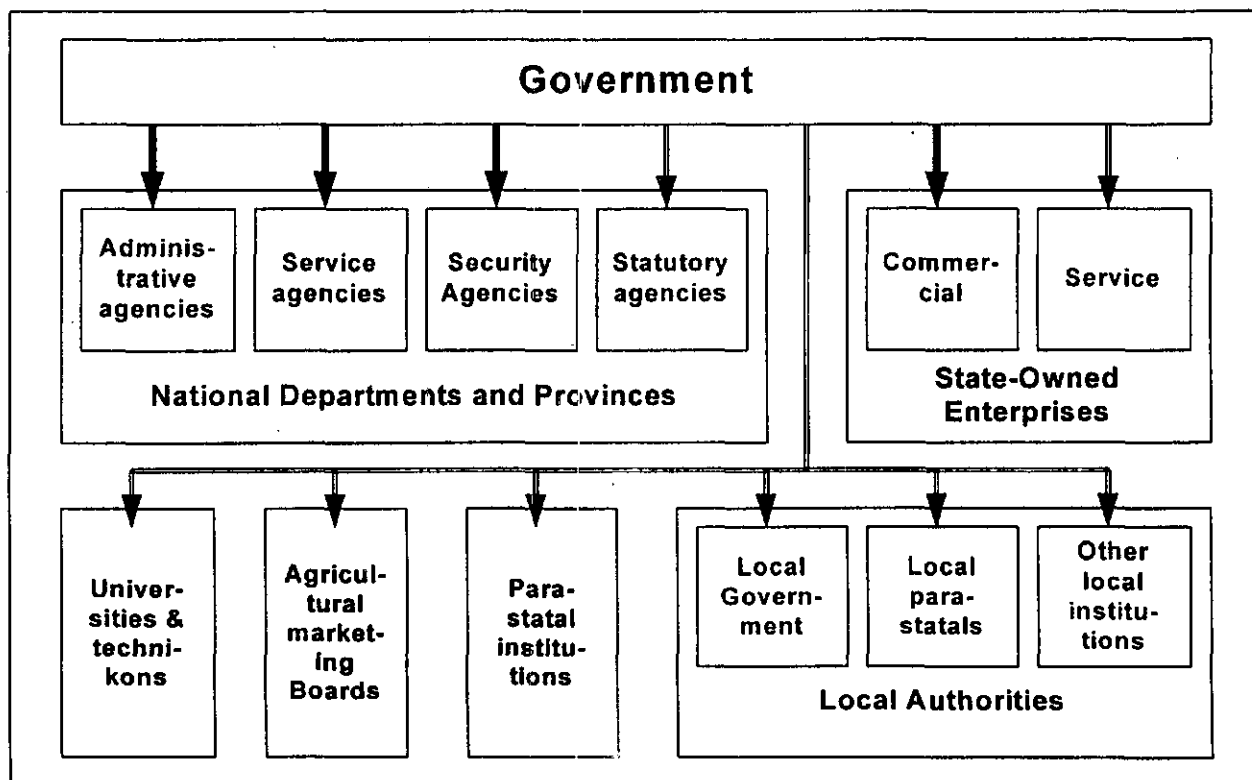 Government
Adminis-
trative
agencies
Service
agencies
Security
Agencies
Statutory
agencies
National Departments and Provinces
Commer-
cial
Service
State-Owned
Enterprises
Univer-
sities &
techni-
kons
Agricul-
tural
market-
ing
Boards
Para-
statal
institu-
tions
Local
Govern-
ment
Local
para-
statals
Other
local
institu-
tions
Local Authorities